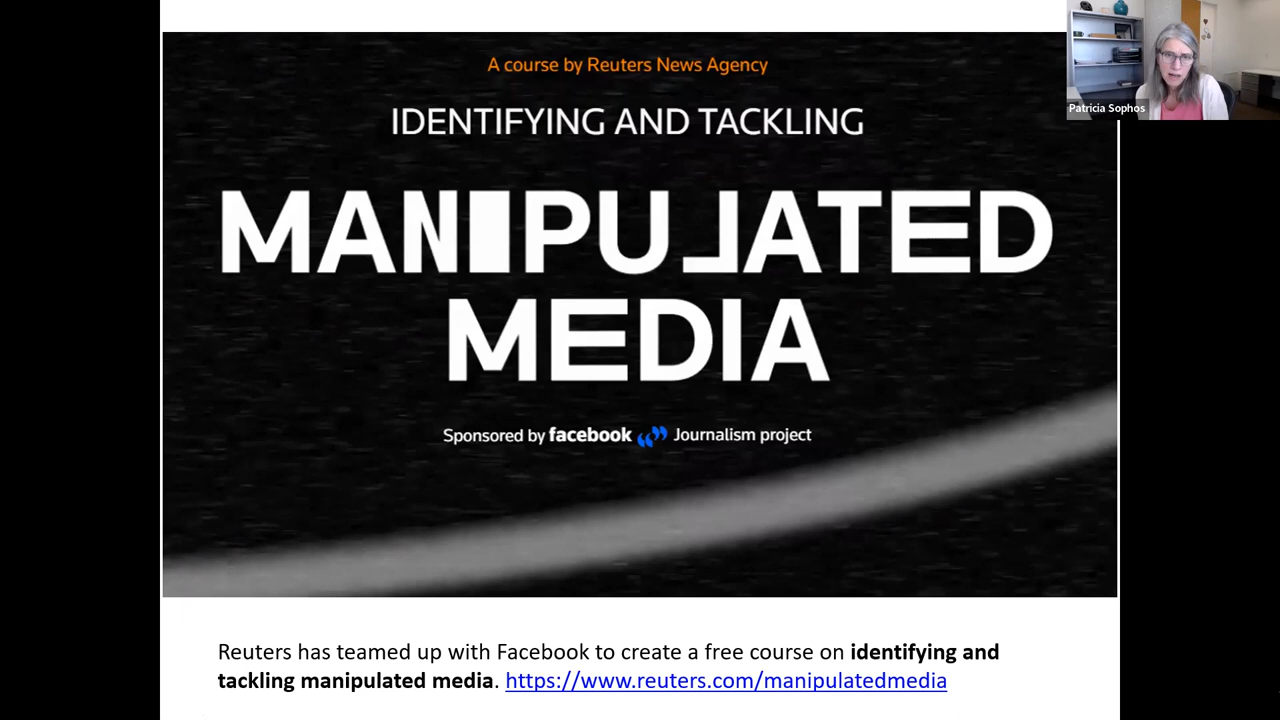 A course by Reuters News Agency
IDENTIFYING AND TACKLING
MANIPULATED
MEDIA
Sponsored by facebook Journalism project
Patricia Sophos
Reuters has teamed up with Facebook to create a free course on identifying and
tackling manipulated media. https://www.reuters.com/manipulatedmedia